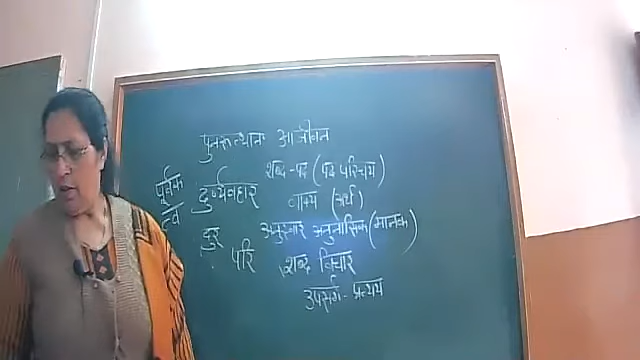 पुनरुत्थान आजीवन
शब्द-पद (पद परिचय)
पूर्वक
त्व
दुर्व्यवहार
वाक्य (अर्थ)
दुर्
अनुस्वार अनुनासिक (मानक)
परि
शब्द विचार
उपसर्ग - प्रत्यय